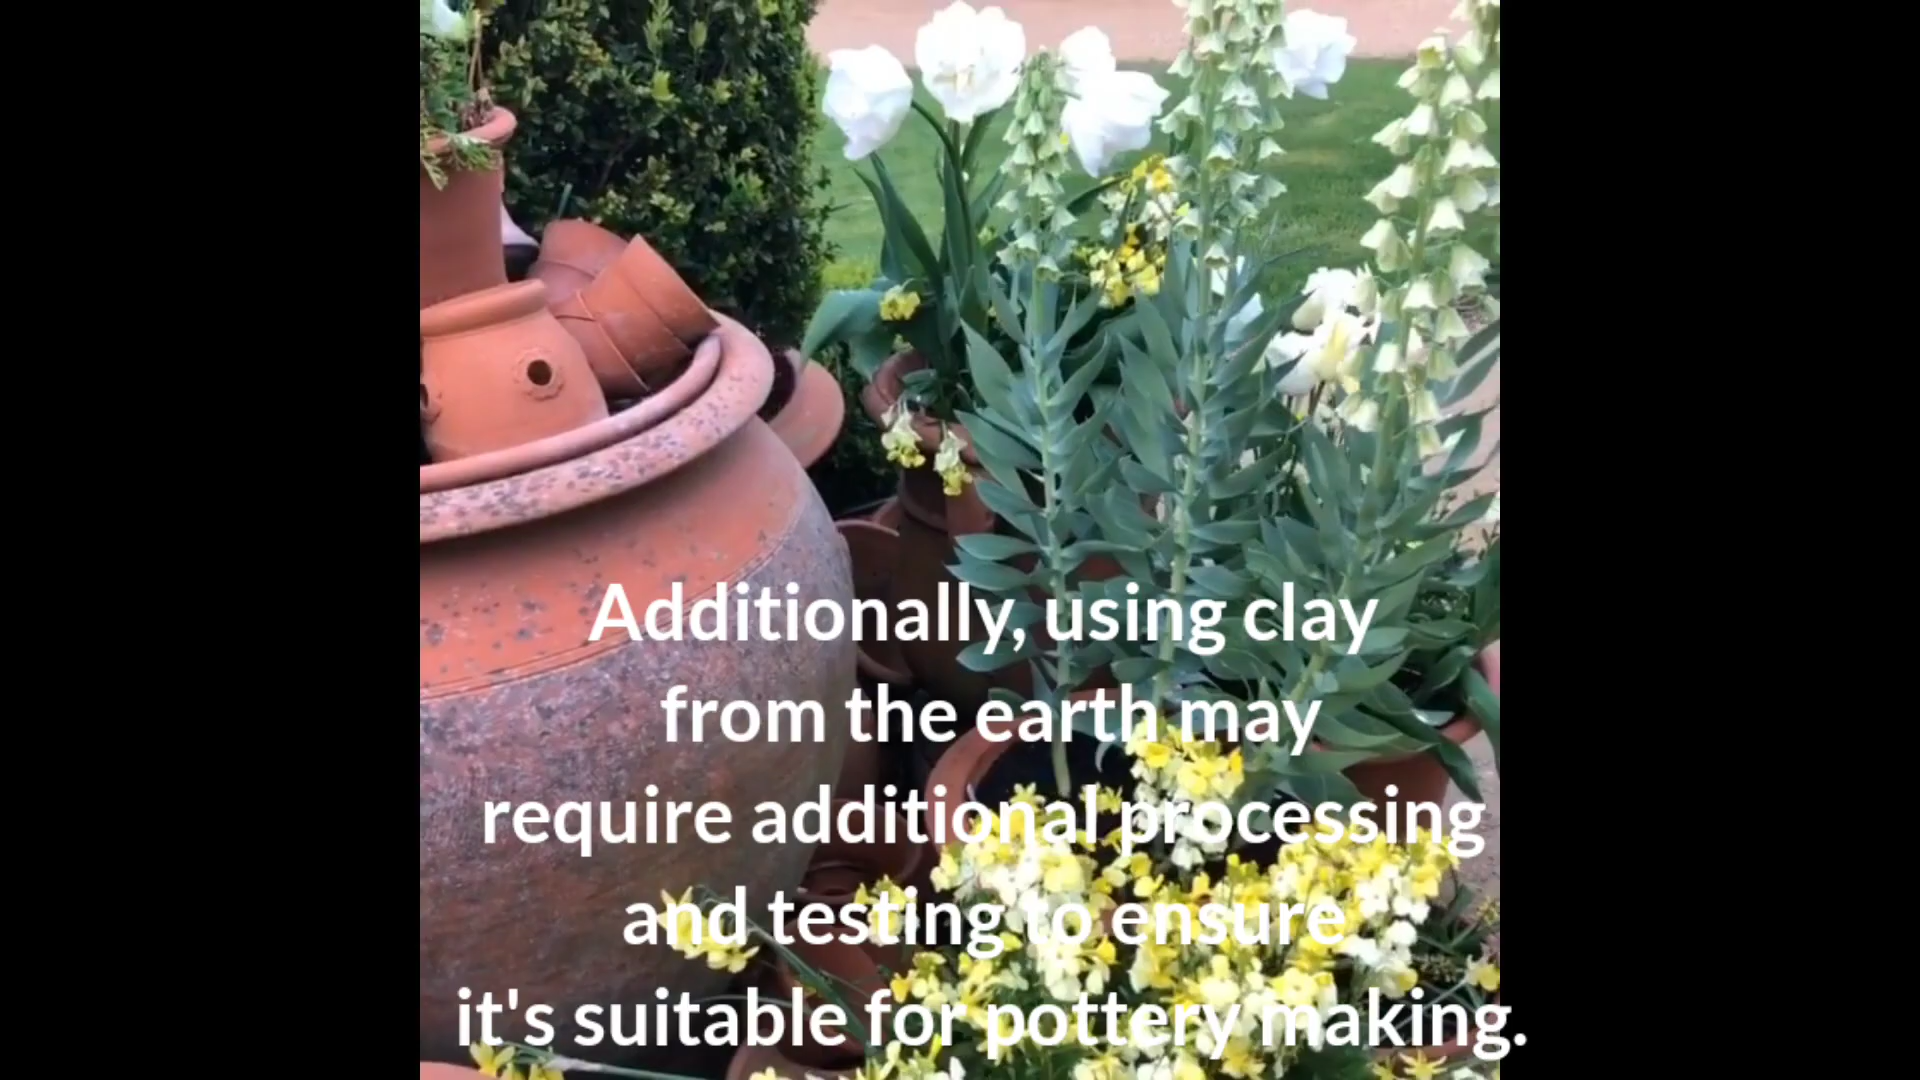 Additionally, using clay
from the earth may
require additional processing
and testing to ensure
it's suitable for pottery making.